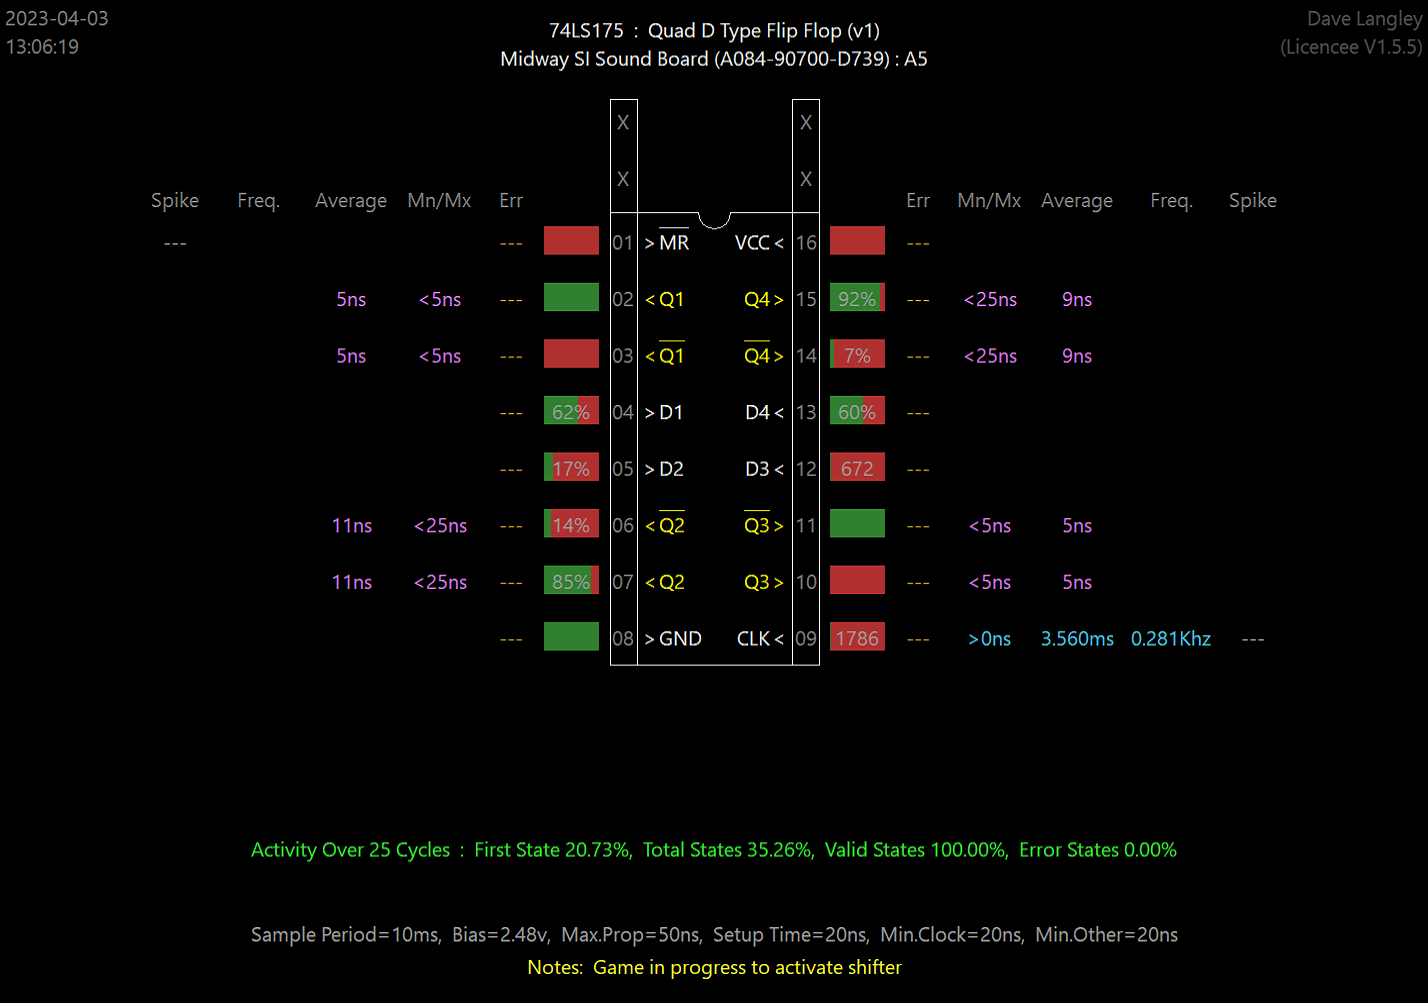 2023-04-03
13:06:19
74LS175 : Quad D Type Flip Flop (v1)
Midway SI Sound Board (A084-90700-D739) : A5
Dave Langley
(Licencee V1.5.5)
X X
X X
Spike Freq. Average Mn/Mx Err Err Mn/Mx Average Freq. Spike
--- --- 01 >MR VCC< 16 ---
5ns <5ns --- 02 <Q1 Q4> 15 92% --- <25ns 9ns
5ns <5ns --- 03 <Q1 Q4> 14 7% --- <25ns 9ns
--- 62% 04 >D1 D4< 13 60% ---
--- 17% 05 >D2 D3< 12 672 ---
11ns <25ns --- 14% 06 <Q2 Q3> 11 --- <5ns 5ns
11ns <25ns --- 85% 07 <Q2 Q3> 10 --- <5ns 5ns
--- 08 >GND CLK< 09 1786 --- >0ns 3.560ms 0.281Khz ---
Activity Over 25 Cycles : First State 20.73%, Total States 35.26%, Valid States 100.00%, Error States 0.00%
Sample Period=10ms, Bias=2.48v, Max.Prop=50ns, Setup Time=20ns, Min.Clock=20ns, Min.Other=20ns
Notes: Game in progress to activate shifter